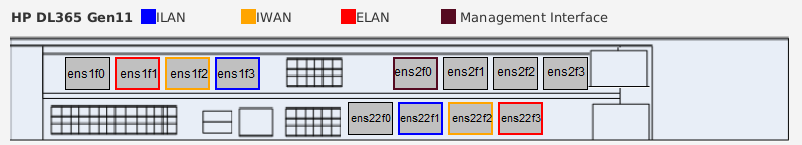 HP DL365 Gen11 ILAN IWAN ELAN Management Interface
ens1f0 ens1f1 ens1f2 ens1f3 ens2f0 ens2f1 ens2f2 ens2f3
ens22f0 ens22f1 ens22f2 ens22f3